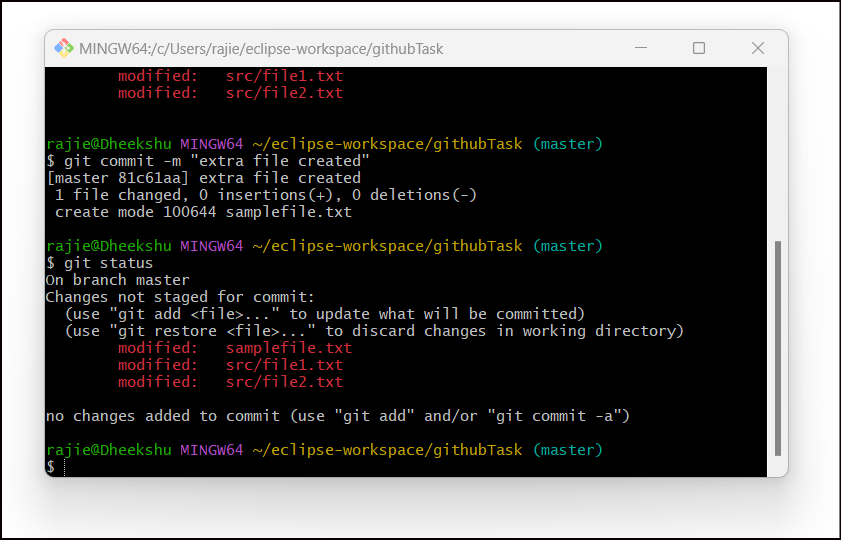 MINGW64:/c/Users/rajie/eclipse-workspace/githubTask
modified:   src/file1.txt
modified:   src/file2.txt
rajie@Dheekshu MINGW64 ~/eclipse-workspace/githubTask (master)
$ git commit -m "extra file created"
[master 81c61aa] extra file created
 1 file changed, 0 insertions(+), 0 deletions(-)
 create mode 100644 samplefile.txt
rajie@Dheekshu MINGW64 ~/eclipse-workspace/githubTask (master)
$ git status
On branch master
Changes not staged for commit:
  (use "git add <file>..." to update what will be committed)
  (use "git restore <file>..." to discard changes in working directory)
        modified:   samplefile.txt
        modified:   src/file1.txt
        modified:   src/file2.txt
no changes added to commit (use "git add" and/or "git commit -a")
rajie@Dheekshu MINGW64 ~/eclipse-workspace/githubTask (master)
$